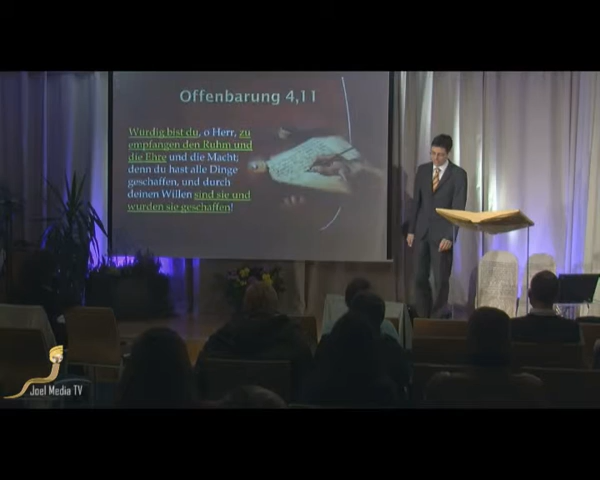 Offenbarung 4,11
Würdig bist du, o Herr, zu
empfangen den Ruhm und
die Ehre und die Macht;
denn du hast alle Dinge
geschaffen, und durch
deinen Willen sind sie und
wurden sie geschaffen!
Joel Media TV